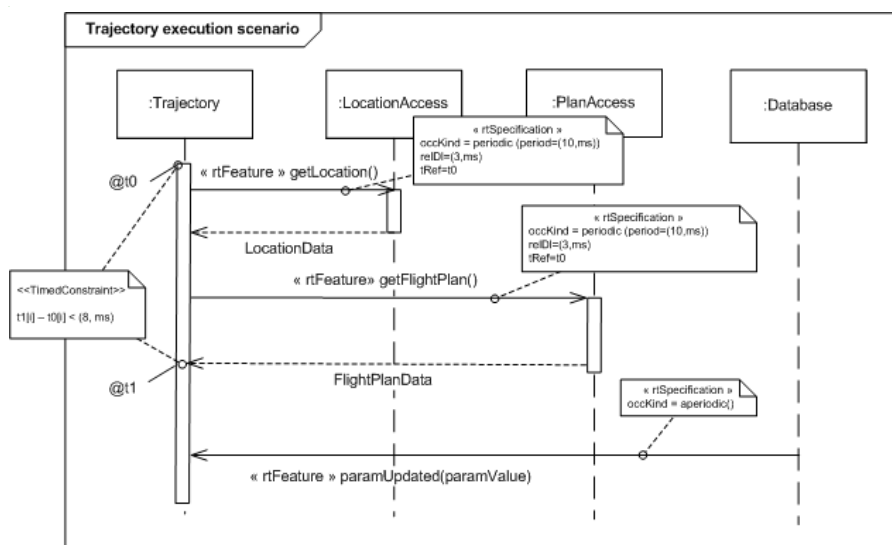 Trajectory execution scenario
:Trajectory
:LocationAccess
:PlanAccess
:Database
« rtSpecification »
occKind = periodic (period=(10,ms))
relDl=(3,ms)
tRef=t0
@t0
« rtFeature » getLocation()
LocationData
« rtSpecification »
occKind = periodic (period=(10,ms))
relDl=(3,ms)
tRef=t0
<<TimedConstraint>>
t1[i] – t0[i] < (8, ms)
« rtFeature» getFlightPlan()
@t1
FlightPlanData
« rtSpecification »
occKind = aperiodic()
« rtFeature » paramUpdated(paramValue)